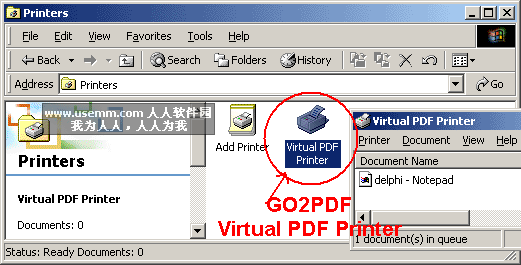 Printers
File Edit View Favorites Tools Help
Back Search Folders History
Address Printers Go
www.usemm.com 人人软件园
我为人人，人人为我
Printers
Virtual PDF Printer
Documents: 0
Add Printer
Virtual PDF
Printer
GO2PDF
Virtual PDF Printer
Virtual PDF Printer
Printer Document View
Document Name
delphi - Notepad
1 document(s) in queue
Status: Ready Documents: 0